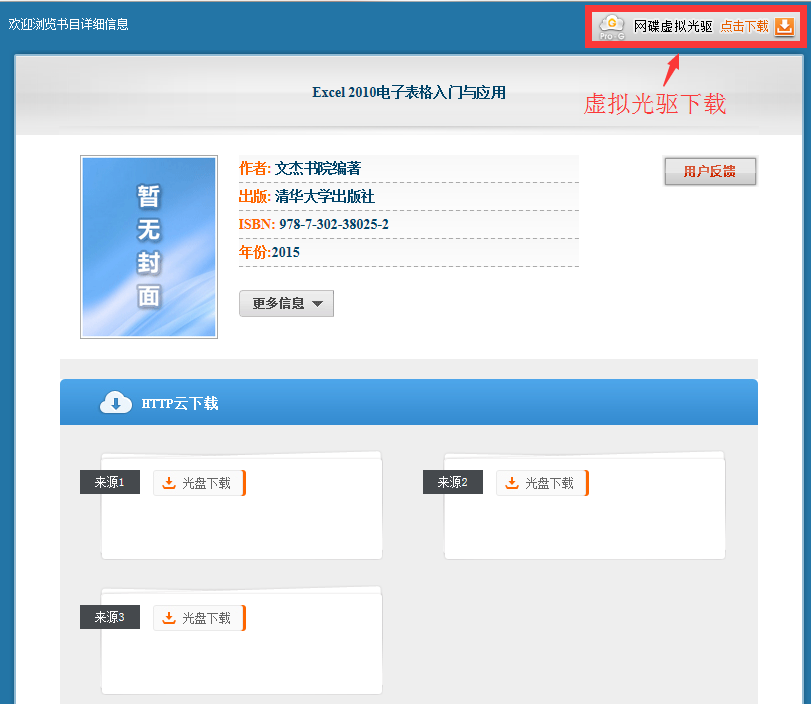 欢迎浏览书目详细信息
Pro-G
网碟虚拟光驱 点击下载
虚拟光驱下载
Excel 2010电子表格入门与应用
暂
无
封
面
作者: 文杰书院编著
出版: 清华大学出版社
ISBN: 978-7-302-38025-2
年份:2015
用户反馈
更多信息
HTTP云下载
来源1 光盘下载
来源2 光盘下载
来源3 光盘下载